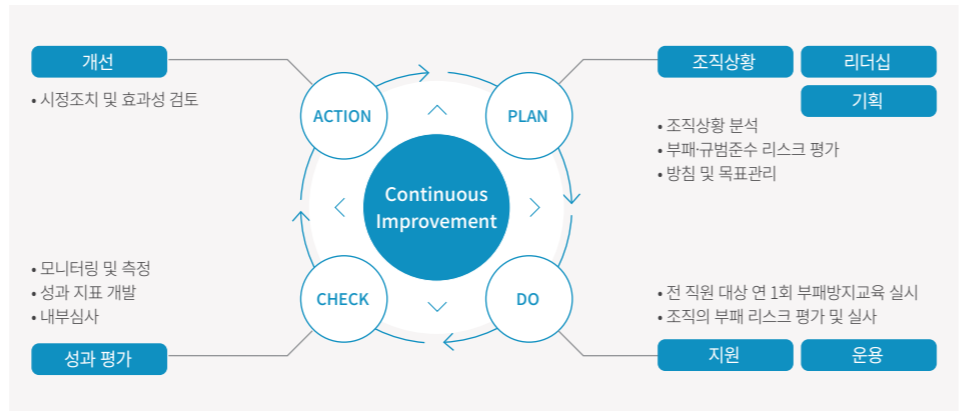 개선
• 시정조치 및 효과성 검토
ACTION
PLAN
조직상황
리더십
기획
• 조직상황 분석
• 부패·규범준수 리스크 평가
• 방침 및 목표관리
Continuous
Improvement
• 모니터링 및 측정
• 성과 지표 개발
• 내부심사
성과 평가
CHECK
DO
• 전 직원 대상 연 1회 부패방지교육 실시
• 조직의 부패 리스크 평가 및 실사
지원
운용